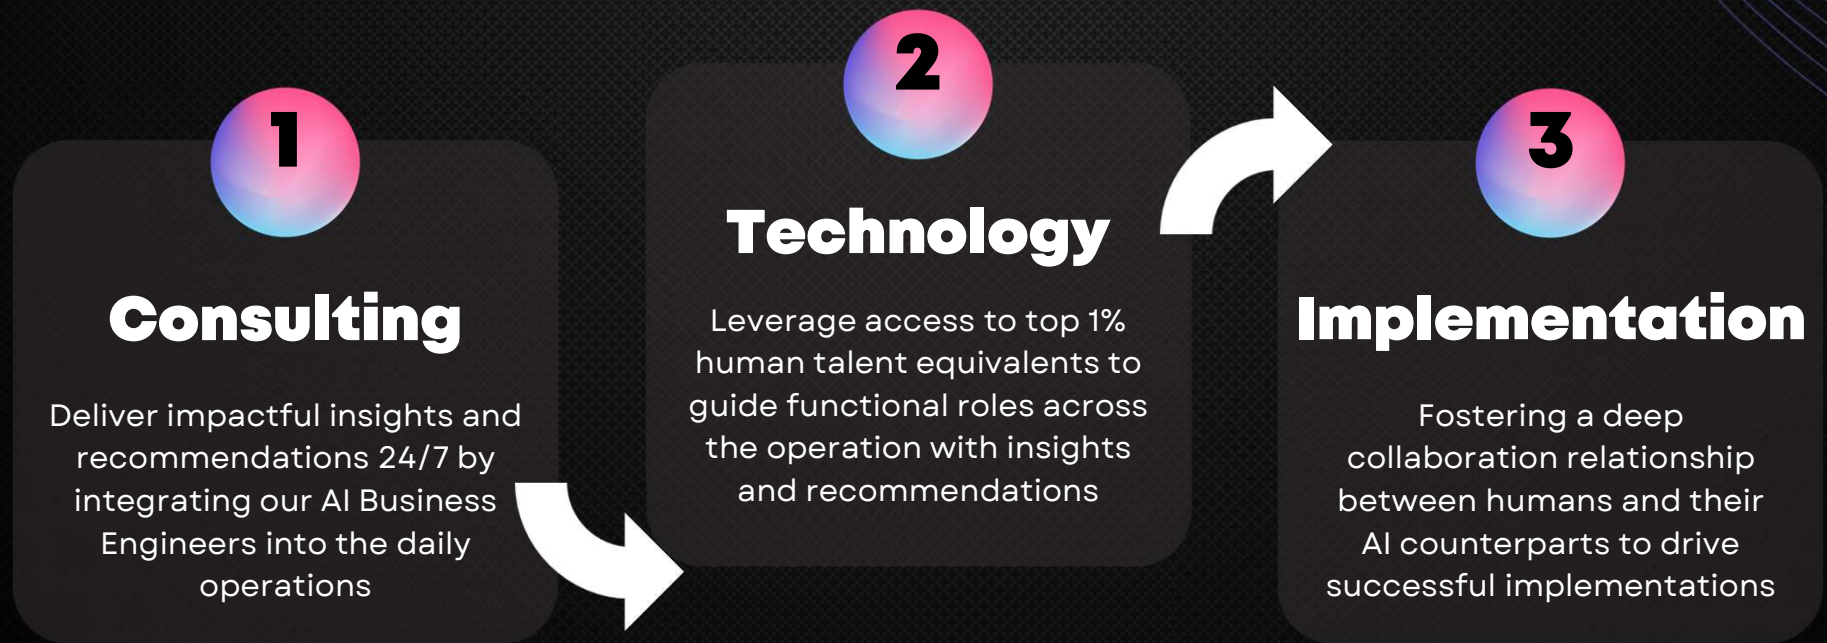 1
Consulting
Deliver impactful insights and
recommendations 24/7 by
integrating our AI Business
Engineers into the daily
operations
2
Technology
Leverage access to top 1%
human talent equivalents to
guide functional roles across
the operation with insights
and recommendations
3
Implementation
Fostering a deep
collaboration relationship
between humans and their
AI counterparts to drive
successful implementations